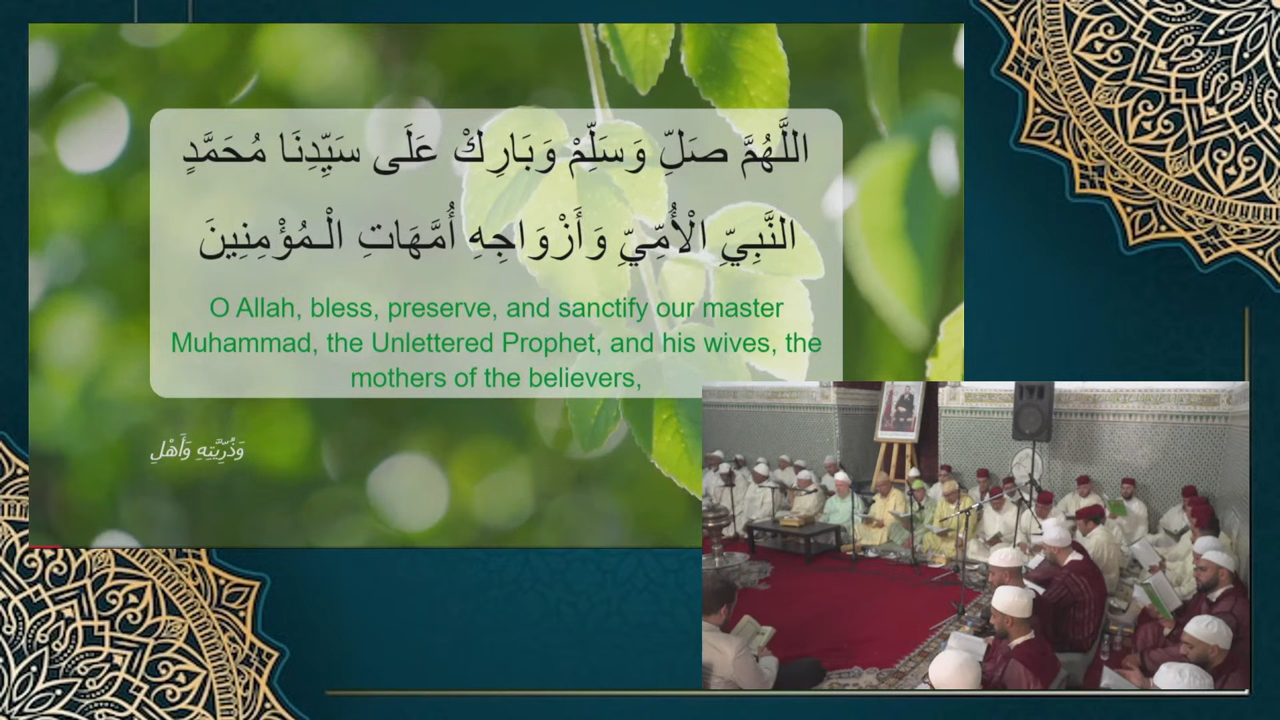 اللَّهُمَّ صَلِّ وَسَلِّمْ وَبَارِكْ عَلَى سَيِّدِنَا مُحَمَّدٍ
النَّبِيِّ الْأُمِّيِّ وَأَزْوَاجِهِ أُمَّهَاتِ الْـمُؤْمِنِينَ
O Allah, bless, preserve, and sanctify our master
Muhammad, the Unlettered Prophet, and his wives, the
mothers of the believers,
وَذُرِّيَّتِهِ وَأَهْلِ